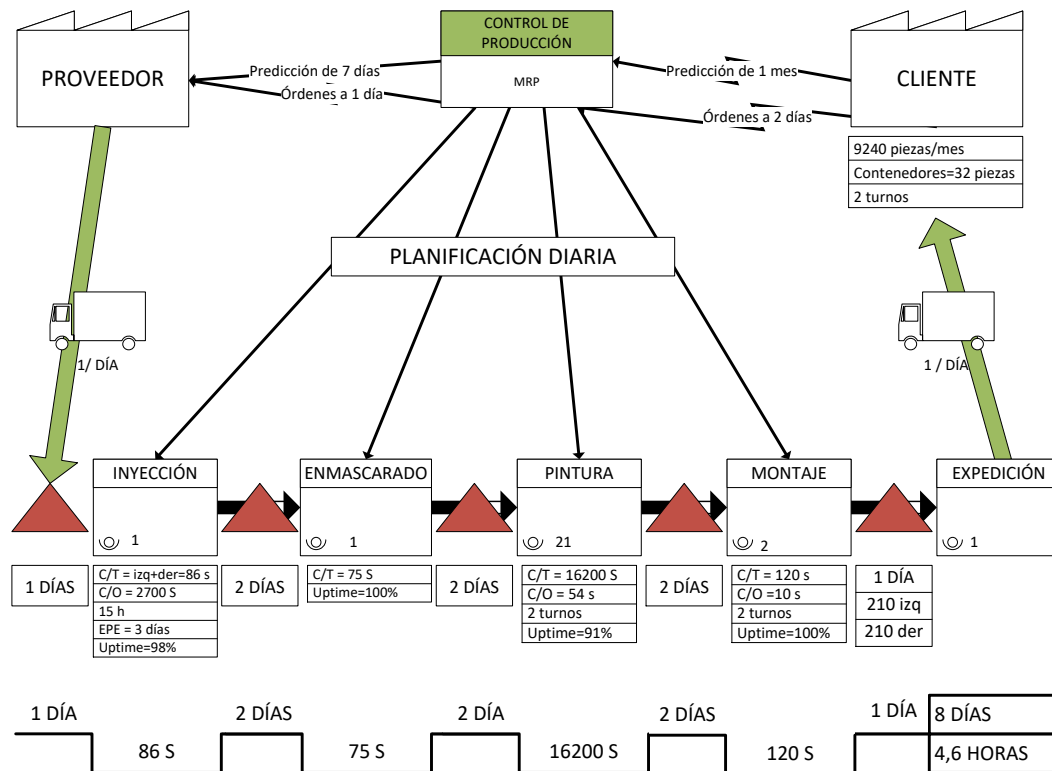 CONTROL DE
PRODUCCIÓN
MRP
PROVEEDOR
CLIENTE
Predicción de 7 días
Órdenes a 1 día
Predicción de 1 mes
Órdenes a 2 días
9240 piezas/mes
Contenedores=32 piezas
2 turnos
PLANIFICACIÓN DIARIA
1/ DÍA
1 / DÍA
INYECCIÓN
1
ENMASCARADO
1
PINTURA
21
MONTAJE
2
EXPEDICIÓN
1
1 DÍAS
C/T = izq+der=86 s
C/O = 2700 S
15 h
EPE = 3 días
Uptime=98%
2 DÍAS
C/T = 75 S
Uptime=100%
2 DÍAS
C/T = 16200 S
C/O = 54 s
2 turnos
Uptime=91%
2 DÍAS
C/T = 120 s
C/O =10 s
2 turnos
Uptime=100%
1 DÍA
210 izq
210 der
1 DÍA
2 DÍAS
2 DÍA
2 DÍAS
1 DÍA
8 DÍAS
86 S
75 S
16200 S
120 S
4,6 HORAS